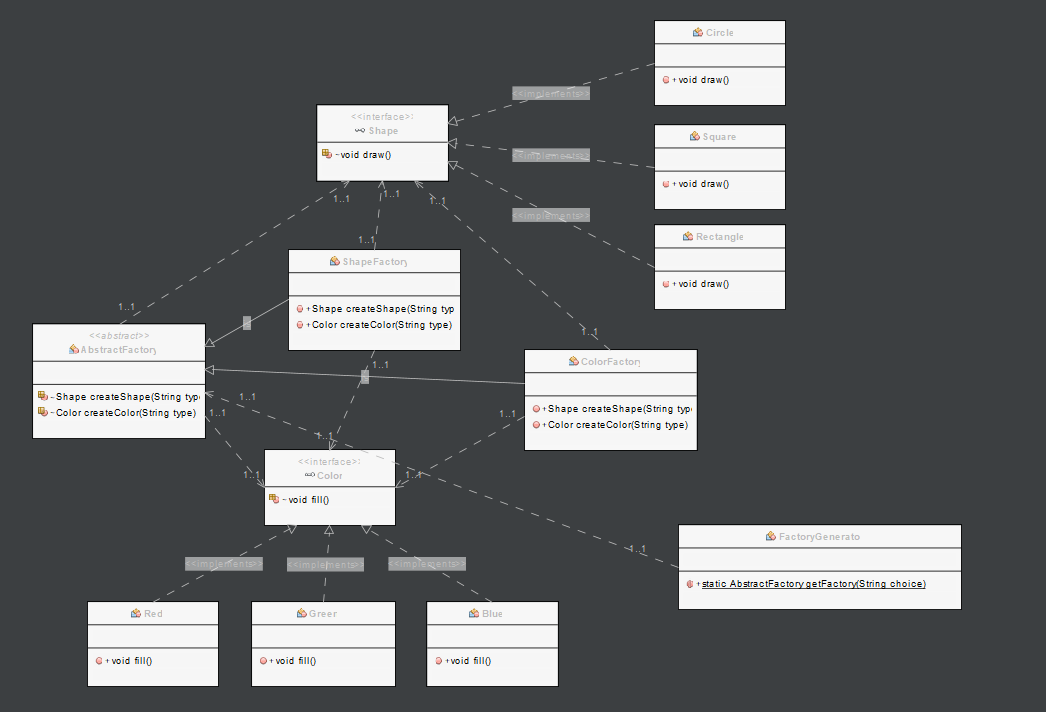 Circle
+void draw()
<<implements>>
<<interface>>
Shape
~void draw()
Square
+void draw()
<<implements>>
1..1
1..1
1..1
<<implements>>
Rectangle
+void draw()
1..1
ShapeFactory
+Shape createShape(String typ
+Color createColor(String type)
1..1
<<abstract>>
AbstractFactory
~Shape createShape(String typ
~Color createColor(String type)
1..1
1..1
1..1
ColorFactory
+Shape createShape(String typ
+Color createColor(String type)
1..1
1..1
1..1
<<interface>>
Color
~void fill()
1..1
1..1
1..1
FactoryGenerato
+static AbstractFactory getFactory(String choice)
<<implements>>
<<implements>>
<<implements>>
Red
+void fill()
Greer
+void fill()
Blue
+void fill()